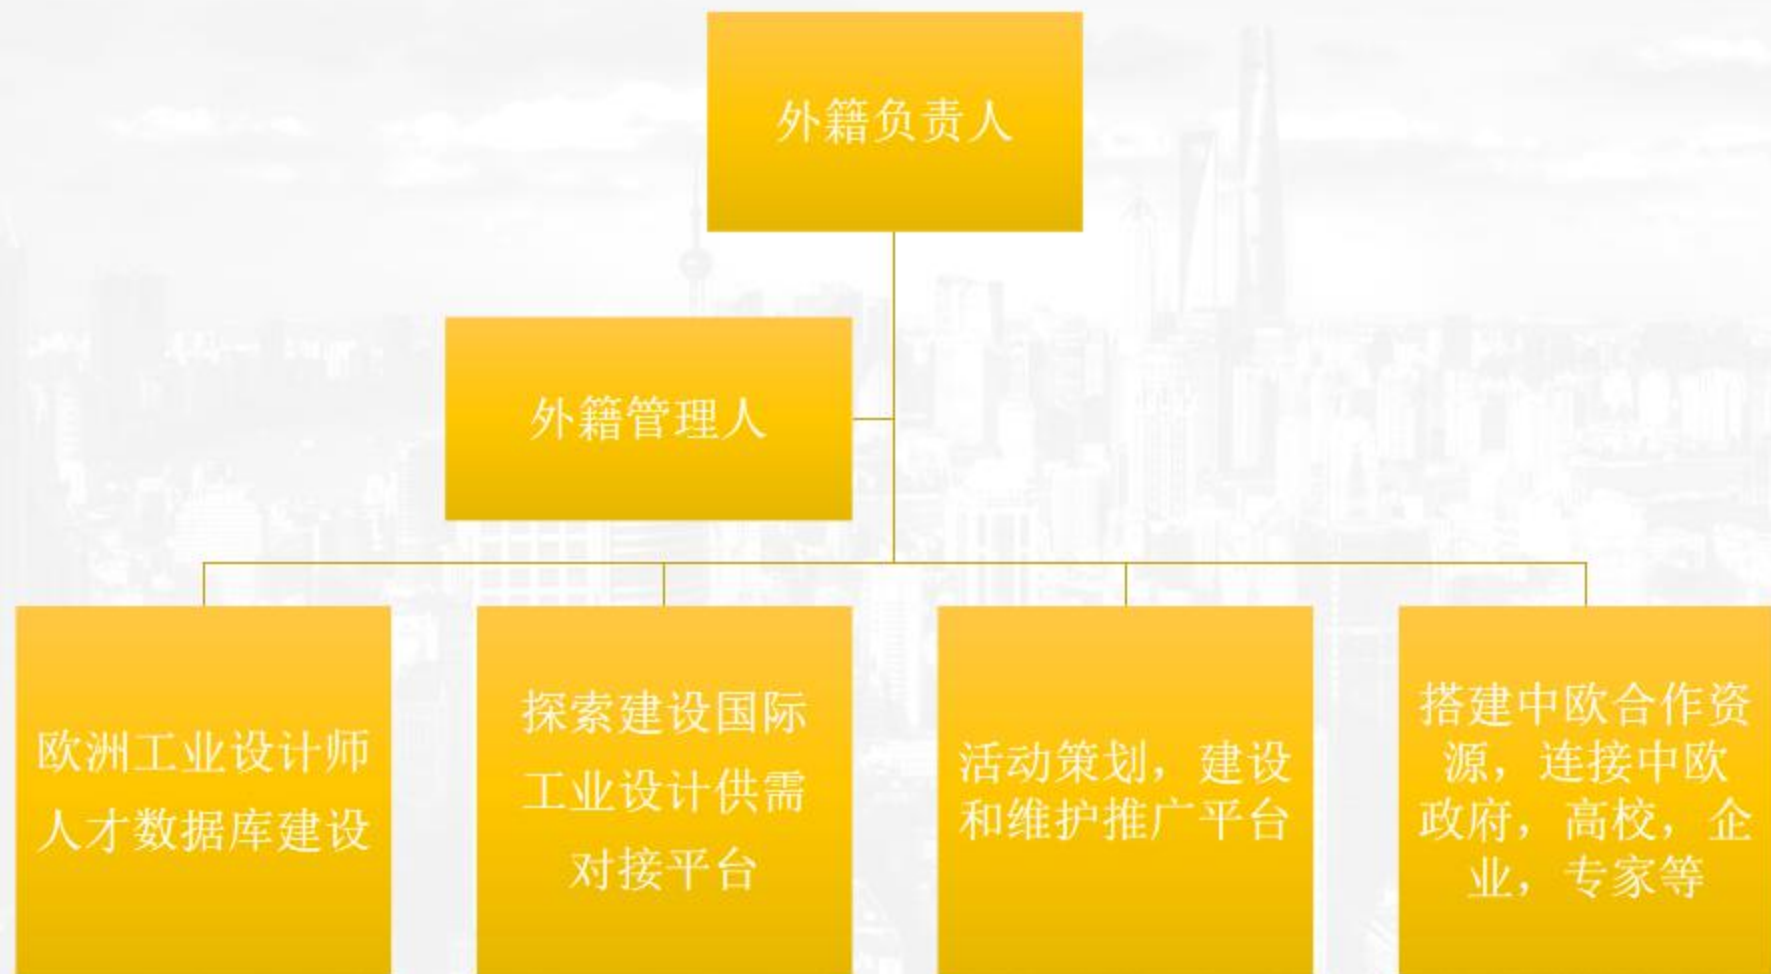 外籍负责人
外籍管理人
欧洲工业设计师
人才数据库建设
探索建设国际
工业设计供需
对接平台
活动策划，建设
和维护推广平台
搭建中欧合作资
源，连接中欧
政府，高校，企
业，专家等